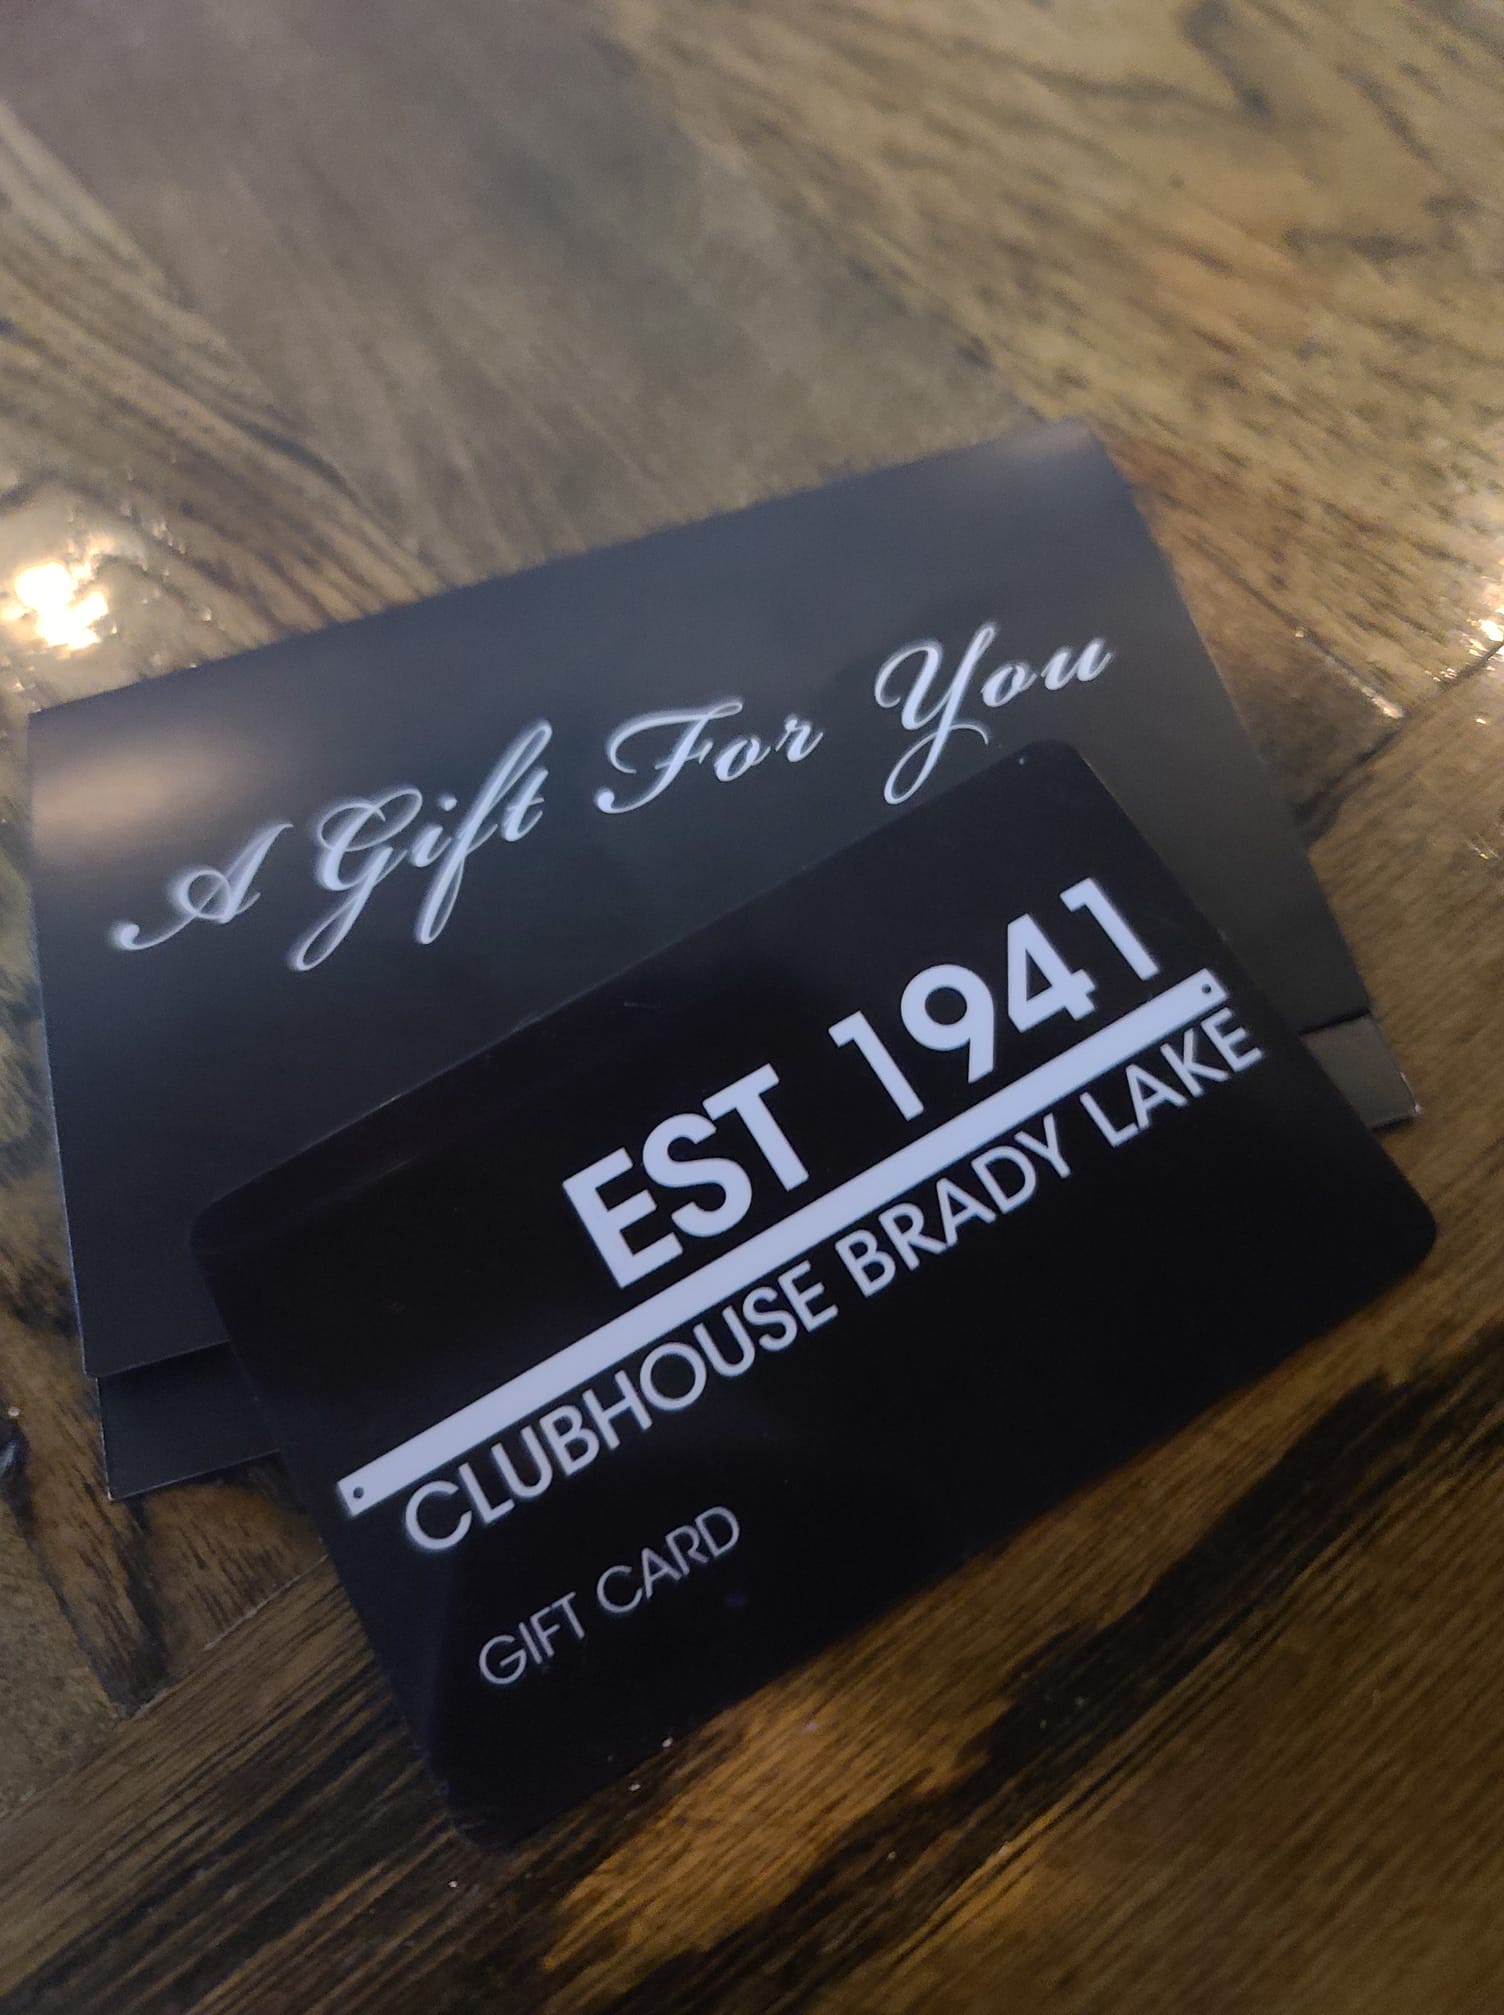 A Gift For You
EST 1941
CLUBHOUSE BRADY LAKE
GIFT CARD